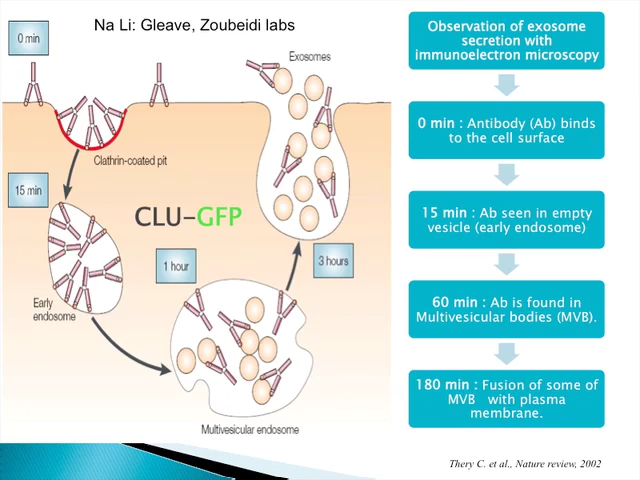 Na Li: Gleave, Zoubeidi labs
0 min
Exosomes
Clathrin-coated pit
15 min
CLU-GFP
1 hour
3 hours
Early
endosome
Multivesicular endosome
Observation of exosome
secretion with
immunoelectron microscopy
0 min : Antibody (Ab) binds
to the cell surface
15 min : Ab seen in empty
vesicle (early endosome)
60 min : Ab is found in
Multivesicular bodies (MVB).
180 min : Fusion of some of
MVB with plasma
membrane.
Thery C. et al., Nature review, 2002